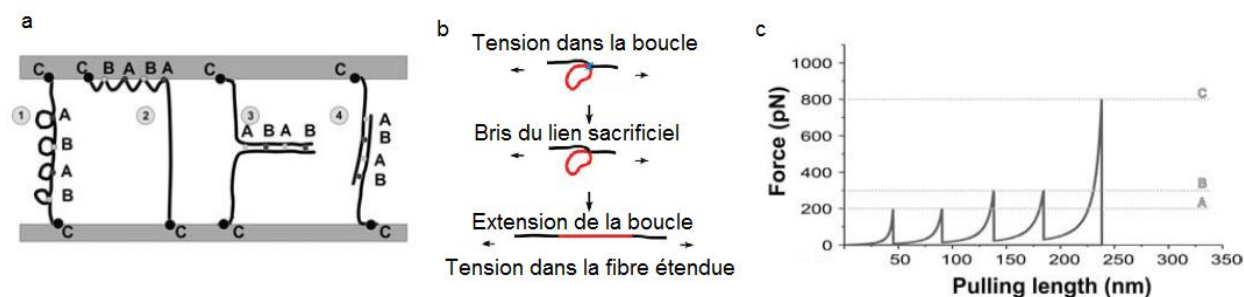 a
C C B A B A C C
1 A 2 3 4 A
B A B A B B
A A
B B
C C C C
b
Tension dans la boucle
Bris du lien sacrificiel
Extension de la boucle
Tension dans la fibre étendue
c
Force (pN)
1000
800
600
400
200
0
C
B
A
50 100 150 200 250 300 350
Pulling length (nm)